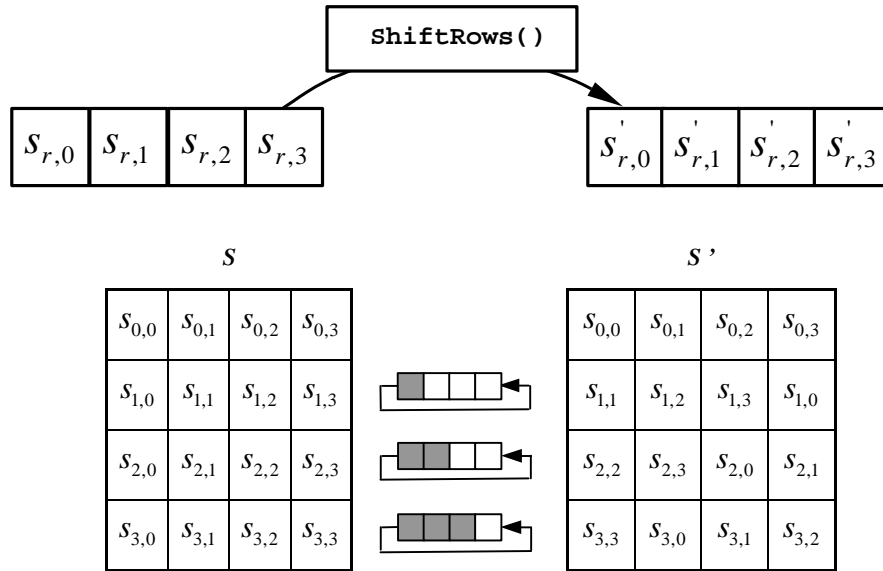 ShiftRows()
s_{r,0} s_{r,1} s_{r,2} s_{r,3} s'_{r,0} s'_{r,1} s'_{r,2} s'_{r,3}
S S ’
s_{0,0} s_{0,1} s_{0,2} s_{0,3} s_{0,0} s_{0,1} s_{0,2} s_{0,3}
s_{1,0} s_{1,1} s_{1,2} s_{1,3} s_{1,1} s_{1,2} s_{1,3} s_{1,0}
s_{2,0} s_{2,1} s_{2,2} s_{2,3} s_{2,2} s_{2,3} s_{2,0} s_{2,1}
s_{3,0} s_{3,1} s_{3,2} s_{3,3} s_{3,3} s_{3,0} s_{3,1} s_{3,2}